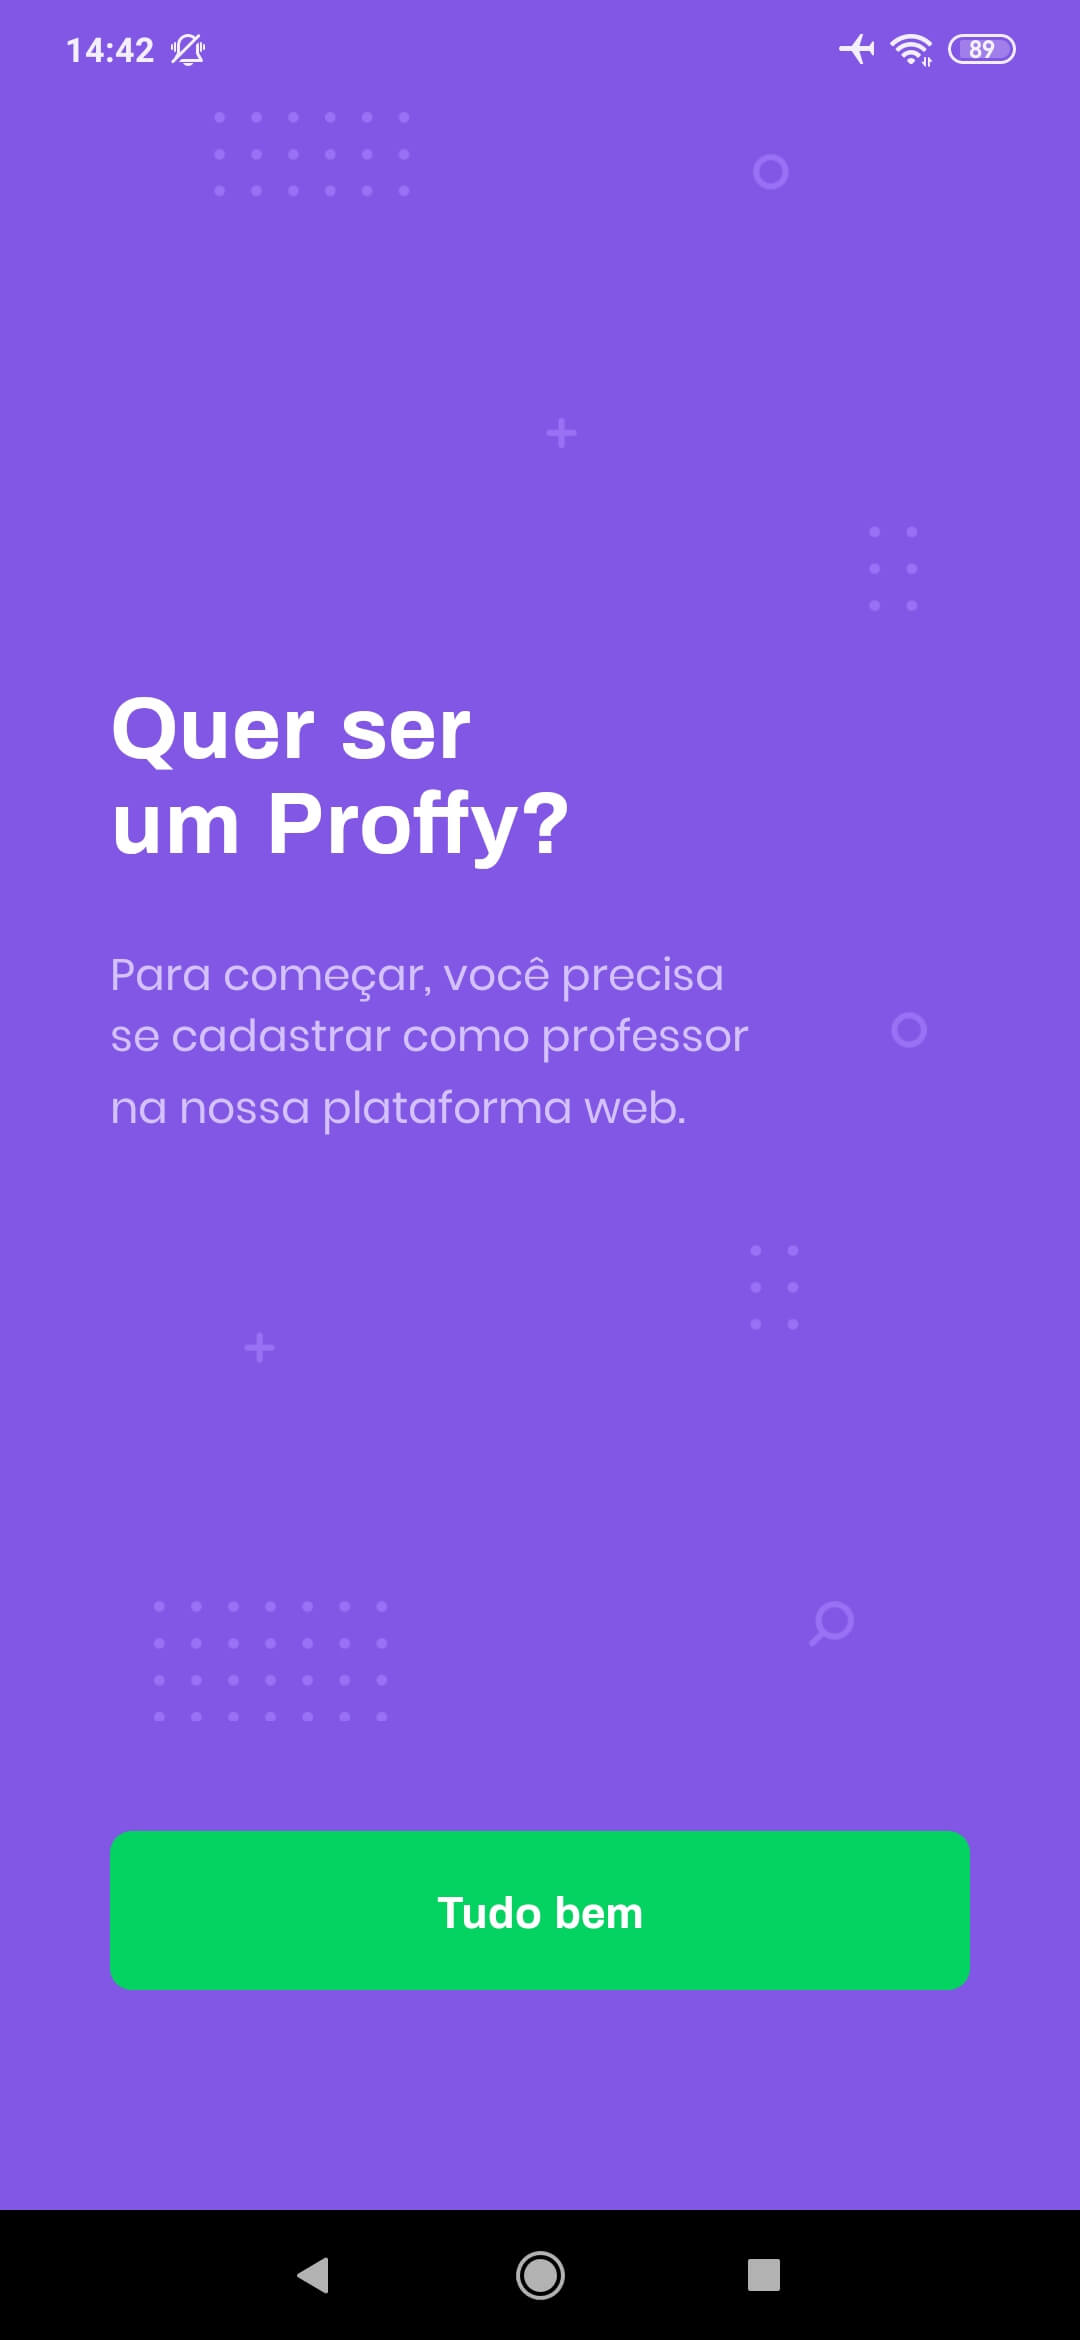 14:42
89
Quer ser
um Proffy?
Para começar, você precisa
se cadastrar como professor
na nossa plataforma web.
Tudo bem